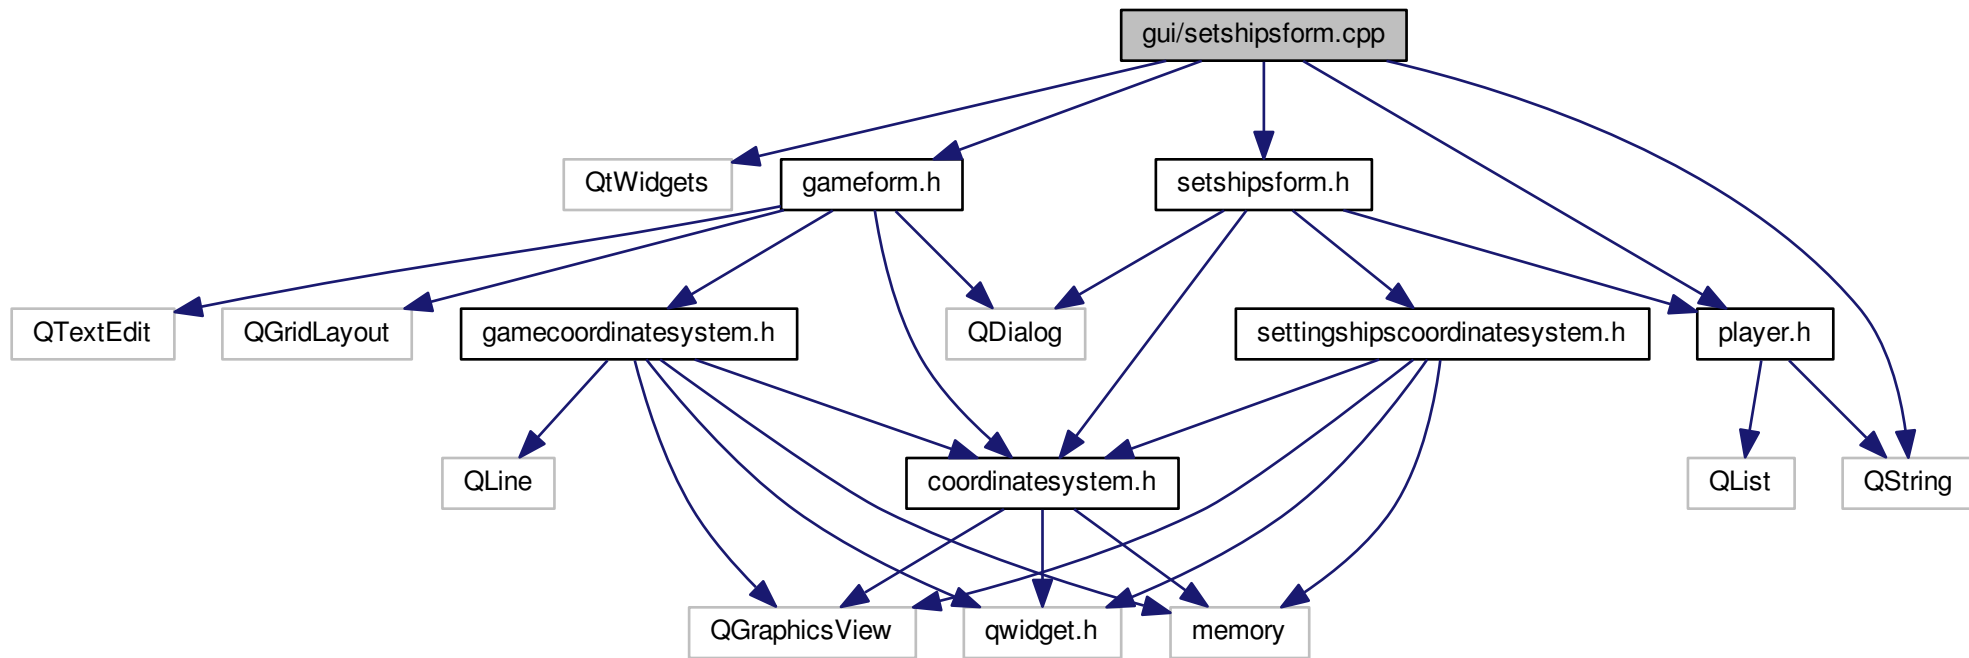 gui/setshipsform.cpp
QtWidgets
gameform.h
setshipsform.h
QTextEdit
QGridLayout
gamecoordinatesystem.h
QDialog
settingshipscoordinatesystem.h
player.h
QLine
coordinatesystem.h
QList
QString
QGraphicsView
qwidget.h
memory